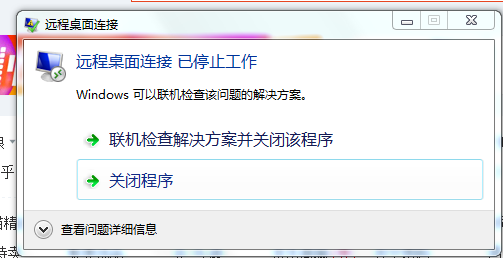 远程桌面连接
远程桌面连接 已停止工作
Windows 可以联机检查该问题的解决方案。
联机检查解决方案并关闭该程序
关闭程序
查看问题详细信息
乎